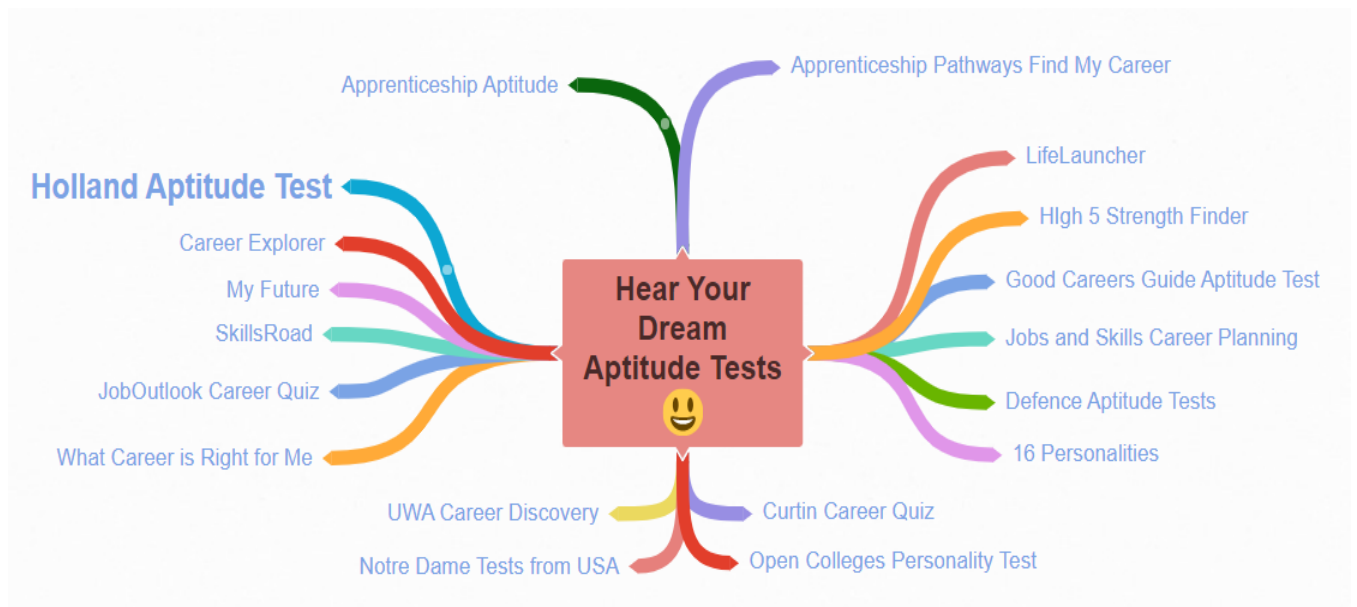 Apprenticeship Pathways Find My Career
Apprenticeship Aptitude
LifeLauncher
Holland Aptitude Test
HIgh 5 Strength Finder
Career Explorer
Good Careers Guide Aptitude Test
My Future
SkillsRoad
Jobs and Skills Career Planning
Hear Your
Dream
Aptitude Tests
JobOutlook Career Quiz
Defence Aptitude Tests
What Career is Right for Me
16 Personalities
UWA Career Discovery
Curtin Career Quiz
Notre Dame Tests from USA
Open Colleges Personality Test